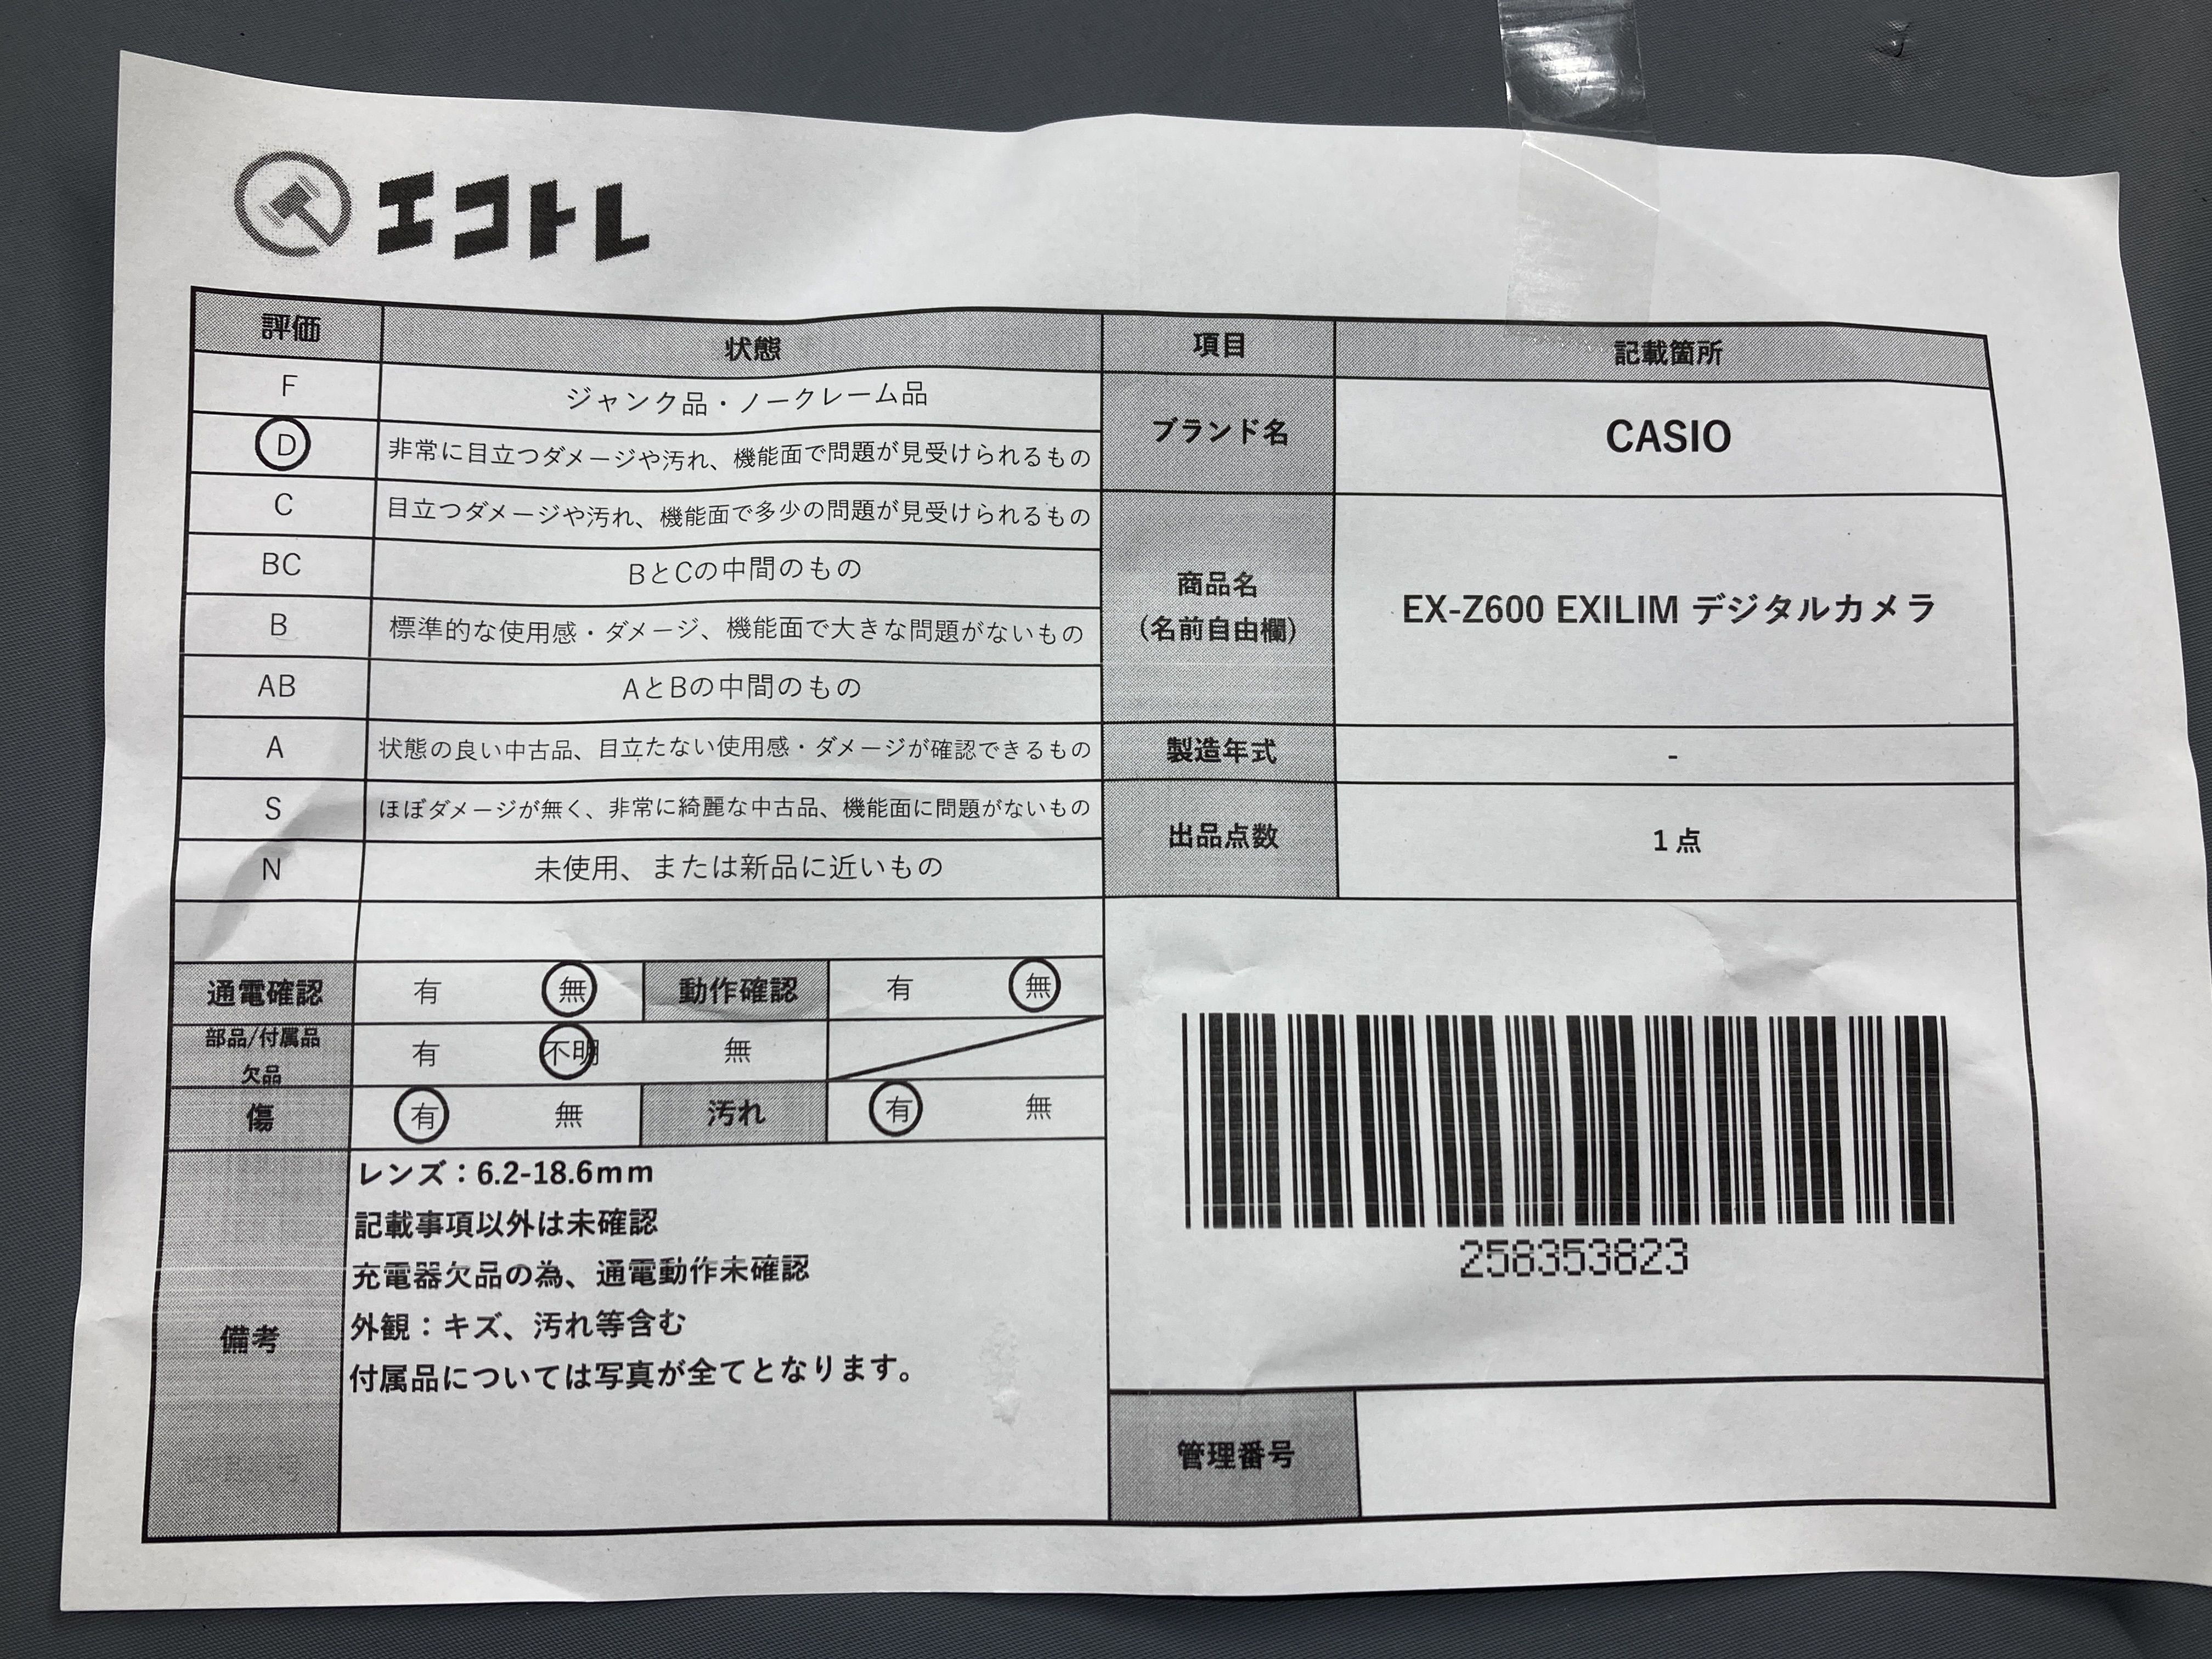 エコトレ
評価 状態 項目 記載箇所
F ジャンク品・ノークレーム品
D 非常に目立つダメージや汚れ、機能面で問題が見受けられるもの
ブランド名 CASIO
C 目立つダメージや汚れ、機能面で多少の問題が見受けられるもの
BC BとCの中間のもの
B 標準的な使用感・ダメージ、機能面で大きな問題がないもの
商品名
(名前自由欄)
EX-Z600 EXILIM デジタルカメラ
AB AとBの中間のもの
A 状態の良い中古品、目立たない使用感・ダメージが確認できるもの
製造年式 -
S ほぼダメージが無く、非常に綺麗な中古品、機能面に問題がないもの
出品点数 1 点
N 未使用、または新品に近いもの
通電確認 有 無 動作確認 有 無
部品/付属品
欠品
有 不明 無
傷 有 無 汚れ 有 無
備考
レンズ：6.2-18.6mm
記載事項以外は未確認
充電器欠品の為、通電動作未確認
外観：キズ、汚れ等含む
付属品については写真が全てとなります。
258353823
管理番号